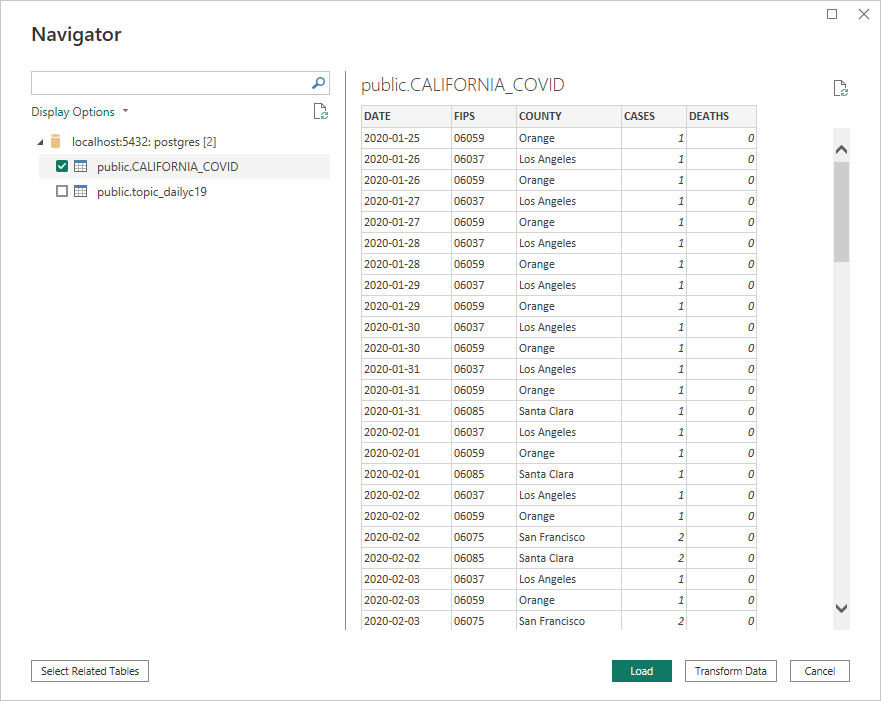 Navigator
Display Options
localhost:5432: postgres [2]
public.CALIFORNIA_COVID
public.topic_dailyc19
public.CALIFORNIA_COVID
DATE FIPS COUNTY CASES DEATHS
2020-01-25 06059 Orange 1 0
2020-01-26 06037 Los Angeles 1 0
2020-01-26 06059 Orange 1 0
2020-01-27 06037 Los Angeles 1 0
2020-01-27 06059 Orange 1 0
2020-01-28 06037 Los Angeles 1 0
2020-01-28 06059 Orange 1 0
2020-01-29 06037 Los Angeles 1 0
2020-01-29 06059 Orange 1 0
2020-01-30 06037 Los Angeles 1 0
2020-01-30 06059 Orange 1 0
2020-01-31 06037 Los Angeles 1 0
2020-01-31 06059 Orange 1 0
2020-01-31 06085 Santa Clara 1 0
2020-02-01 06037 Los Angeles 1 0
2020-02-01 06059 Orange 1 0
2020-02-01 06085 Santa Clara 1 0
2020-02-02 06037 Los Angeles 1 0
2020-02-02 06059 Orange 1 0
2020-02-02 06075 San Francisco 2 0
2020-02-02 06085 Santa Clara 2 0
2020-02-03 06037 Los Angeles 1 0
2020-02-03 06059 Orange 1 0
2020-02-03 06075 San Francisco 2 0
Select Related Tables
Load
Transform Data
Cancel